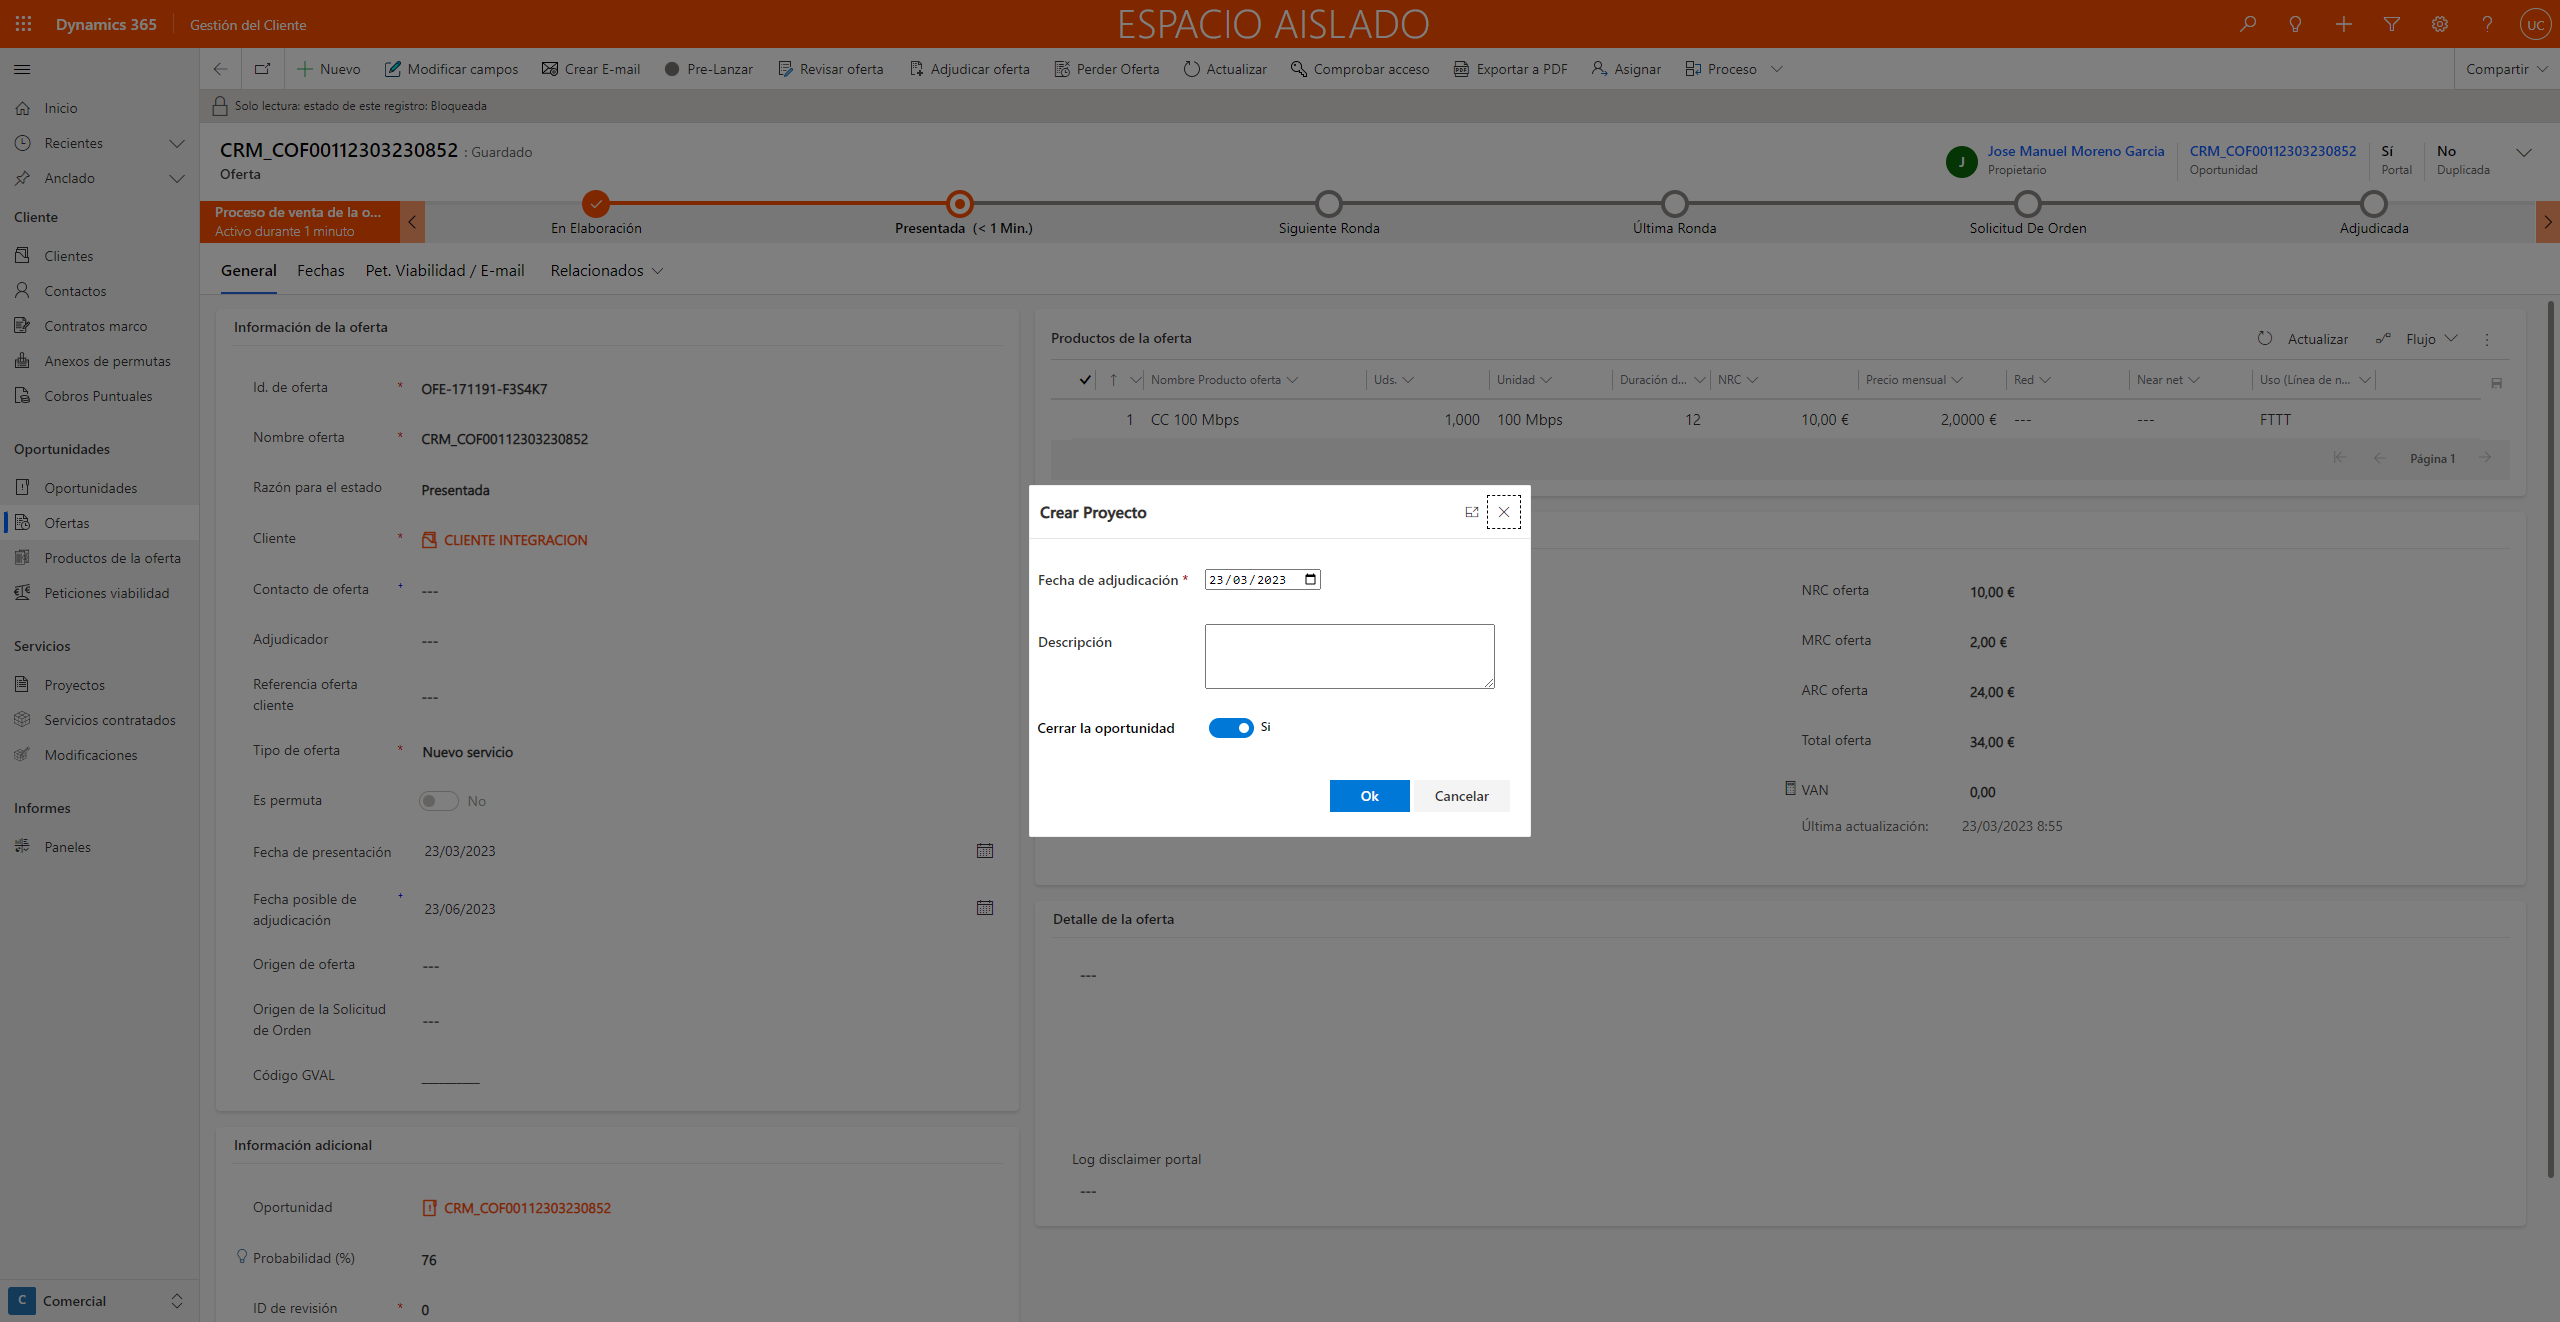 Dynamics 365
Gestión del Cliente
ESPACIO AISLADO
UC
Nuevo
Modificar campos
Crear E-mail
Pre-Lanzar
Revisar oferta
Adjudicar oferta
Perder Oferta
Actualizar
Comprobar acceso
Exportar a PDF
Asignar
Proceso
Compartir
Solo lectura: estado de este registro: Bloqueada
Inicio
Recientes
Anclado
Cliente
Clientes
Contactos
Contratos marco
Anexos de permutas
Cobros Puntuales
Oportunidades
Oportunidades
Ofertas
Productos de la oferta
Peticiones viabilidad
Servicios
Proyectos
Servicios contratados
Modificaciones
Informes
Paneles
C
Comercial
CRM_COF00112303230852 : Guardado
Oferta
J
Jose Manuel Moreno Garcia
Propietario
CRM_COF00112303230852
Oportunidad
Sí
Portal
No
Duplicada
Proceso de venta de la o...
Activo durante 1 minuto
En Elaboración
Presentada (< 1 Min.)
Siguiente Ronda
Última Ronda
Solicitud De Orden
Adjudicada
General
Fechas
Pet. Viabilidad / E-mail
Relacionados
Información de la oferta
Id. de oferta * OFE-171191-F3S4K7
Nombre oferta * CRM_COF00112303230852
Razón para el estado Presentada
Cliente * CLIENTE INTEGRACION
Contacto de oferta + ---
Adjudicador ---
Referencia oferta
cliente
---
Tipo de oferta * Nuevo servicio
Es permuta No
Fecha de presentación 23/03/2023
Fecha posible de
adjudicación
+ 23/06/2023
Origen de oferta ---
Origen de la Solicitud
de Orden
---
Código GVAL __________
Información adicional
Oportunidad CRM_COF00112303230852
Probabilidad (%) 76
ID de revisión * 0
Productos de la oferta
Actualizar
Flujo
Nombre Producto oferta
Uds.
Unidad
Duración d...
NRC
Precio mensual
Red
Near net
Uso (Línea de n...
1 CC 100 Mbps 1,000 100 Mbps 12 10,00 € 2,0000 € --- --- FTTT
Página 1
Crear Proyecto
Fecha de adjudicación * 23/03/2023
Descripción
Cerrar la oportunidad Si
Ok
Cancelar
NRC oferta 10,00 €
MRC oferta 2,00 €
ARC oferta 24,00 €
Total oferta 34,00 €
VAN 0,00
Última actualización: 23/03/2023 8:55
Detalle de la oferta
---
Log disclaimer portal
---